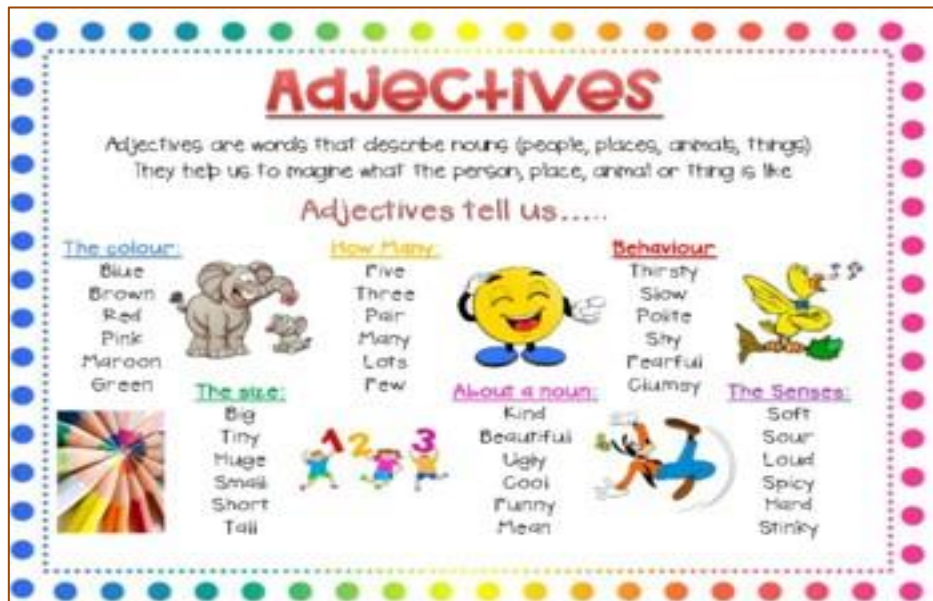 Adjectives
Adjectives are words that describe nouns (people, places, animals, things)
They help us to imagine what the person, place, animal or thing is like
Adjectives tell us.....
The colour:
Blue
Brown
Red
Pink
Maroon
Green
How Many:
Five
Three
Pair
Many
Lots
Few
Behaviour
Thirsty
Slow
Polite
Shy
Fearful
Clumsy
The size:
Big
Tiny
Huge
Small
Short
Tall
1 2 3
About a noun:
Kind
Beautiful
Ugly
Cool
Funny
Mean
The Senses:
Soft
Sour
Loud
Spicy
Hard
Stinky